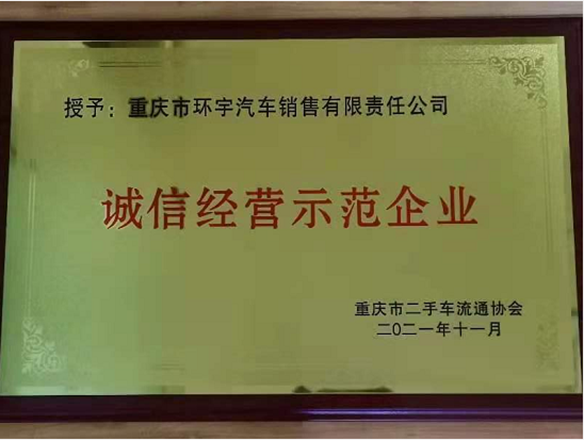 授予：重庆市环宇汽车销售有限责任公司
诚信经营示范企业
重庆市二手车流通协会
二〇二一年十一月